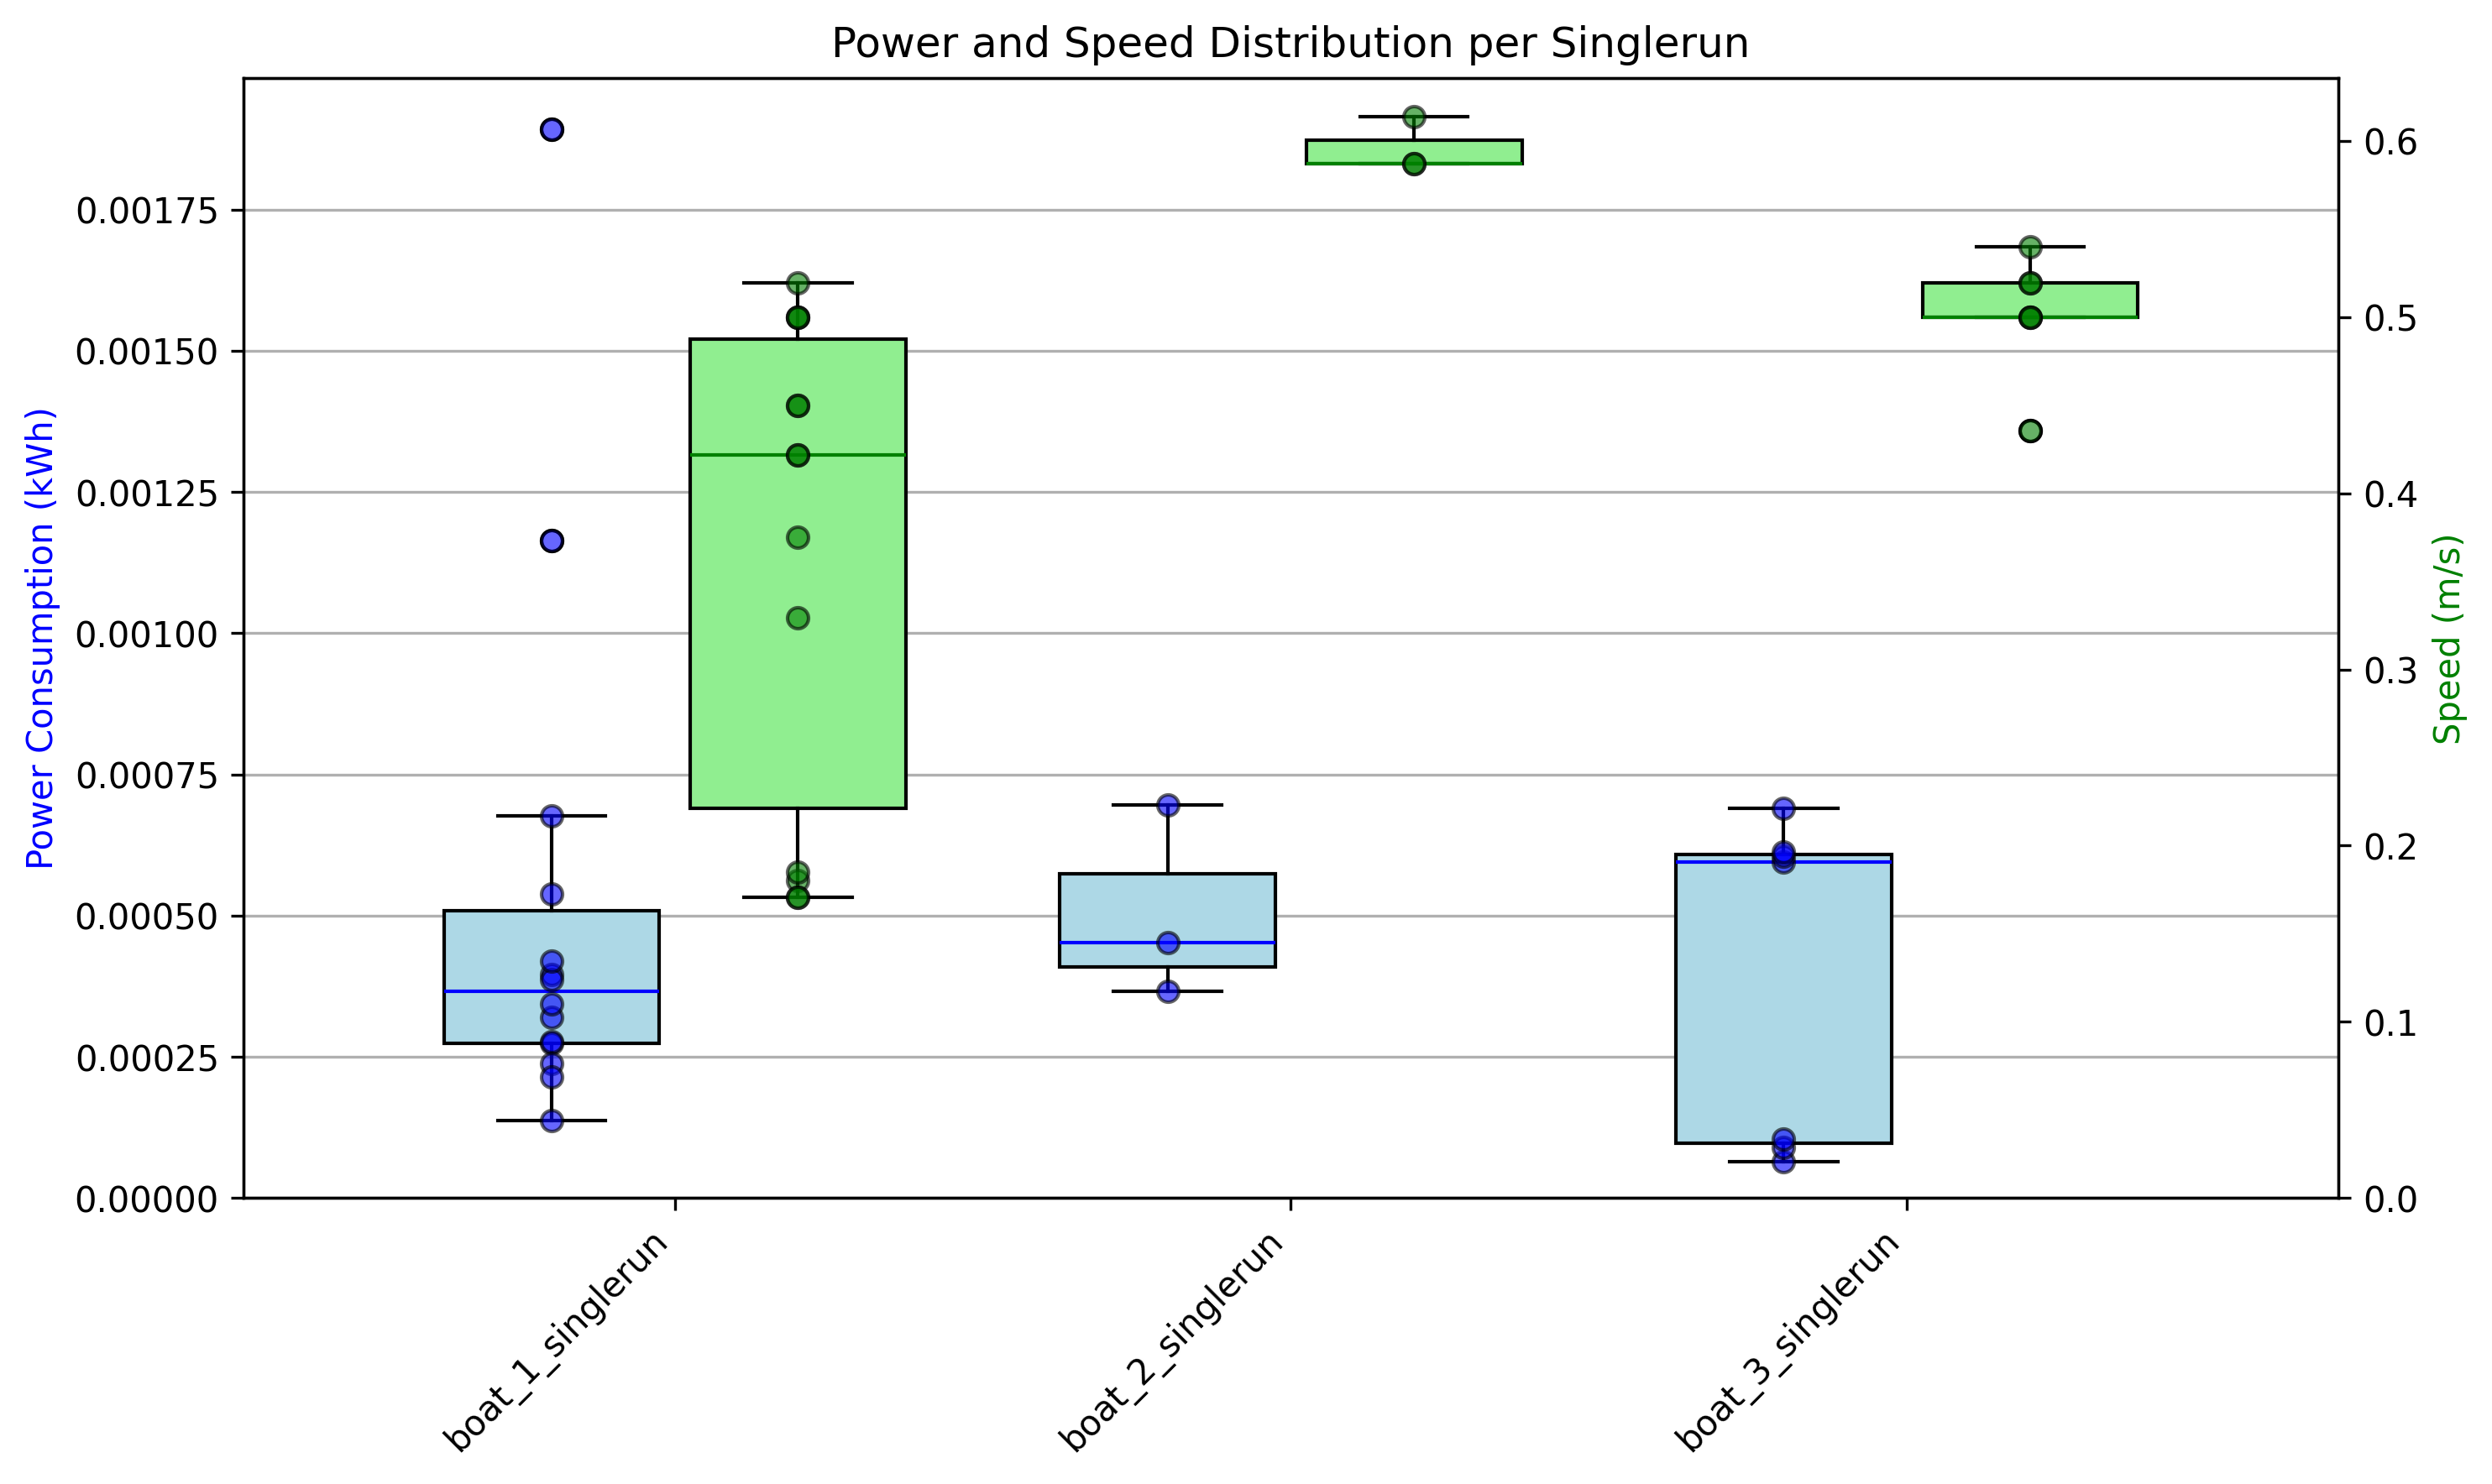 Power and Speed Distribution per Singlerun
Power Consumption (kWh)
0.00175
0.00150
0.00125
0.00100
0.00075
0.00050
0.00025
0.00000
0.6
0.5
0.4
0.3
0.2
0.1
0.0
Speed (m/s)
boat_1_singlerun
boat_2_singlerun
boat_3_singlerun